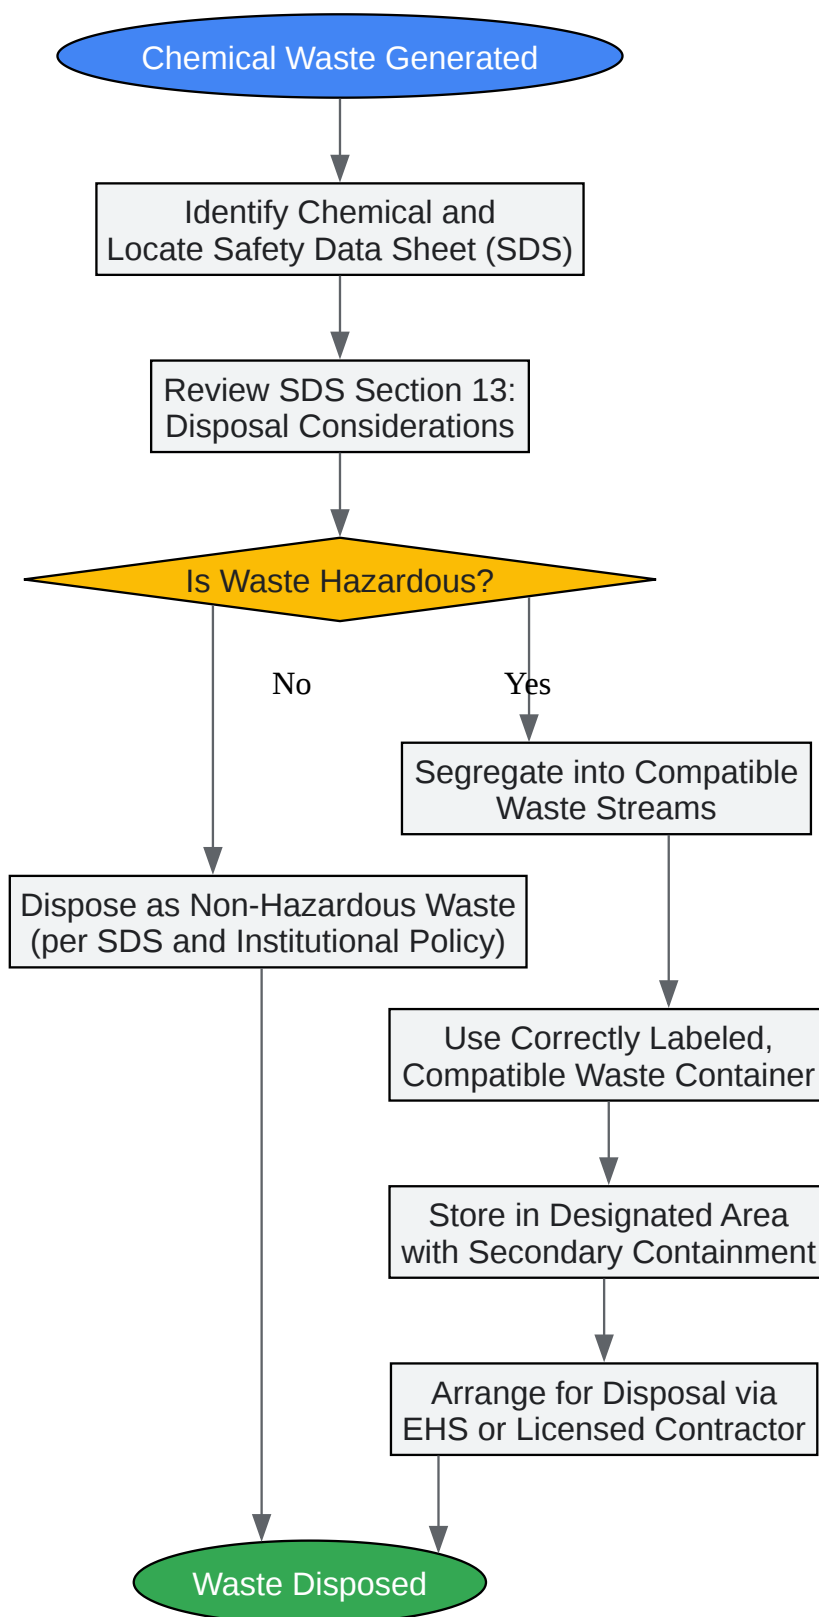 Chemical Waste Generated
Identify Chemical and
Locate Safety Data Sheet (SDS)
Review SDS Section 13:
Disposal Considerations
Is Waste Hazardous?
No
Yes
Segregate into Compatible
Waste Streams
Dispose as Non-Hazardous Waste
(per SDS and Institutional Policy)
Use Correctly Labeled,
Compatible Waste Container
Store in Designated Area
with Secondary Containment
Arrange for Disposal via
EHS or Licensed Contractor
Waste Disposed